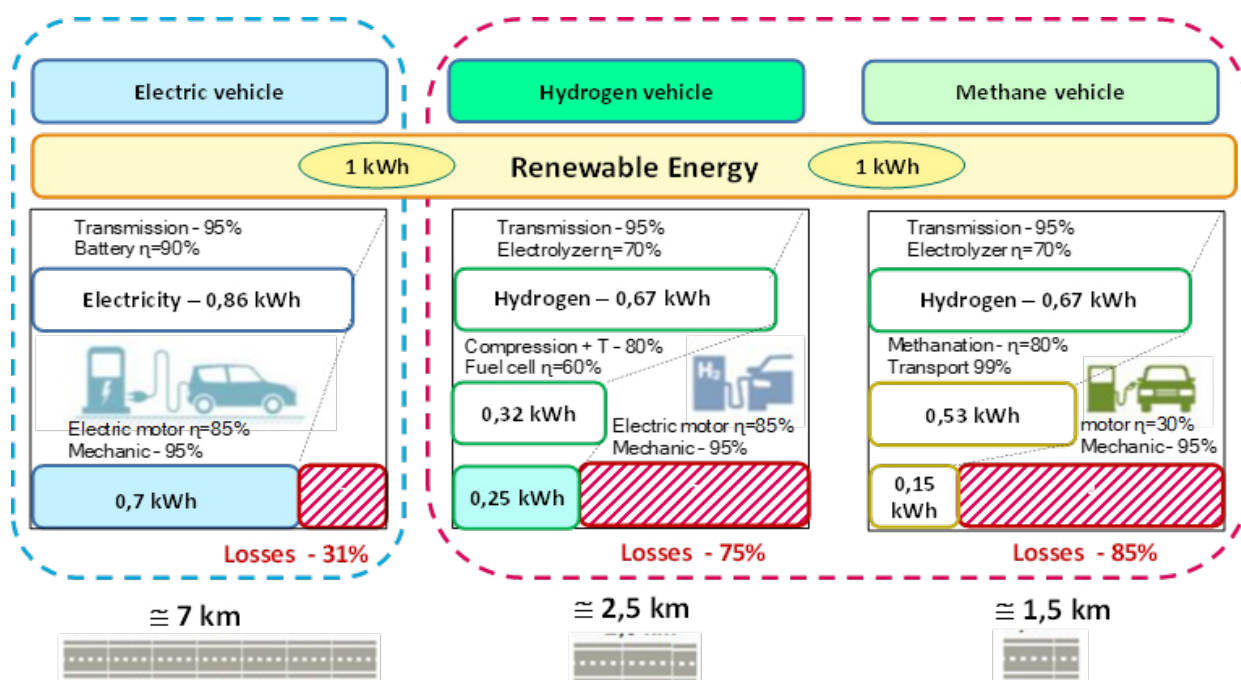 Electric vehicle
Hydrogen vehicle
Methane vehicle
1 kWh
Renewable Energy
1 kWh
Transmission - 95%
Battery η=90%
Electricity – 0,86 kWh
Electric motor η=85%
Mechanic - 95%
0,7 kWh
Losses - 31%
≅ 7 km
Transmission - 95%
Electrolyzer η=70%
Hydrogen – 0,67 kWh
Compression + T - 80%
Fuel cell η=60%
H2
0,32 kWh
Electric motor η=85%
Mechanic - 95%
0,25 kWh
Losses - 75%
≅ 2,5 km
Transmission - 95%
Electrolyzer η=70%
Hydrogen – 0,67 kWh
Methanation - η=80%
Transport 99%
0,53 kWh
motor η=30%
Mechanic - 95%
0,15
kWh
Losses - 85%
≅ 1,5 km